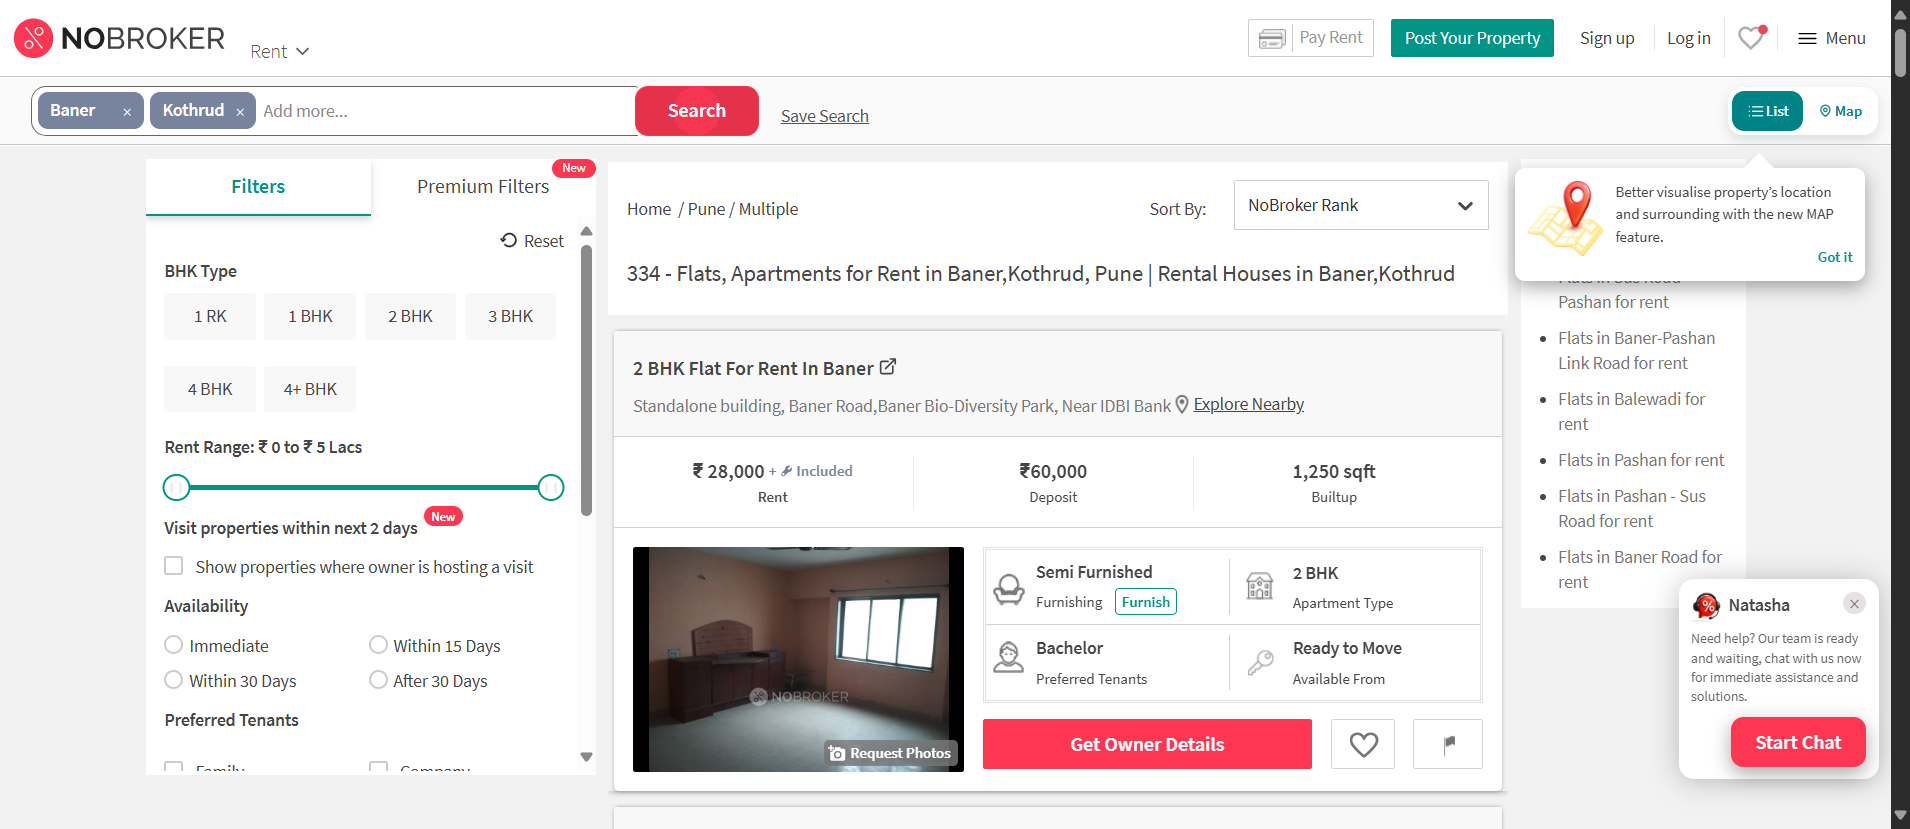 NOBROKER
Rent
Pay Rent
Post Your Property
Sign up
Log in
Menu
Baner ×
Kothrud ×
Add more...
Search
Save Search
List
Map
Filters
Premium Filters
New
Reset
BHK Type
1 RK
1 BHK
2 BHK
3 BHK
4 BHK
4+ BHK
Rent Range: ₹ 0 to ₹ 5 Lacs
Visit properties within next 2 days
New
Show properties where owner is hosting a visit
Availability
Immediate
Within 15 Days
Within 30 Days
After 30 Days
Preferred Tenants
Family
Company
Home / Pune / Multiple
Sort By:
NoBroker Rank
334 - Flats, Apartments for Rent in Baner,Kothrud, Pune | Rental Houses in Baner,Kothrud
2 BHK Flat For Rent In Baner
Standalone building, Baner Road,Baner Bio-Diversity Park, Near IDBI Bank
Explore Nearby
₹ 28,000 + Included
Rent
₹60,000
Deposit
1,250 sqft
Builtup
NOBROKER
Request Photos
Semi Furnished
Furnishing
Furnish
2 BHK
Apartment Type
Bachelor
Preferred Tenants
Ready to Move
Available From
Get Owner Details
Better visualise property's location
and surrounding with the new MAP
feature.
Got it
Flats in Sus Road
Pashan for rent
Flats in Baner-Pashan
Link Road for rent
Flats in Balewadi for
rent
Flats in Pashan for rent
Flats in Pashan - Sus
Road for rent
Flats in Baner Road for
rent
Natasha
Need help? Our team is ready
and waiting, chat with us now
for immediate assistance and
solutions.
Start Chat